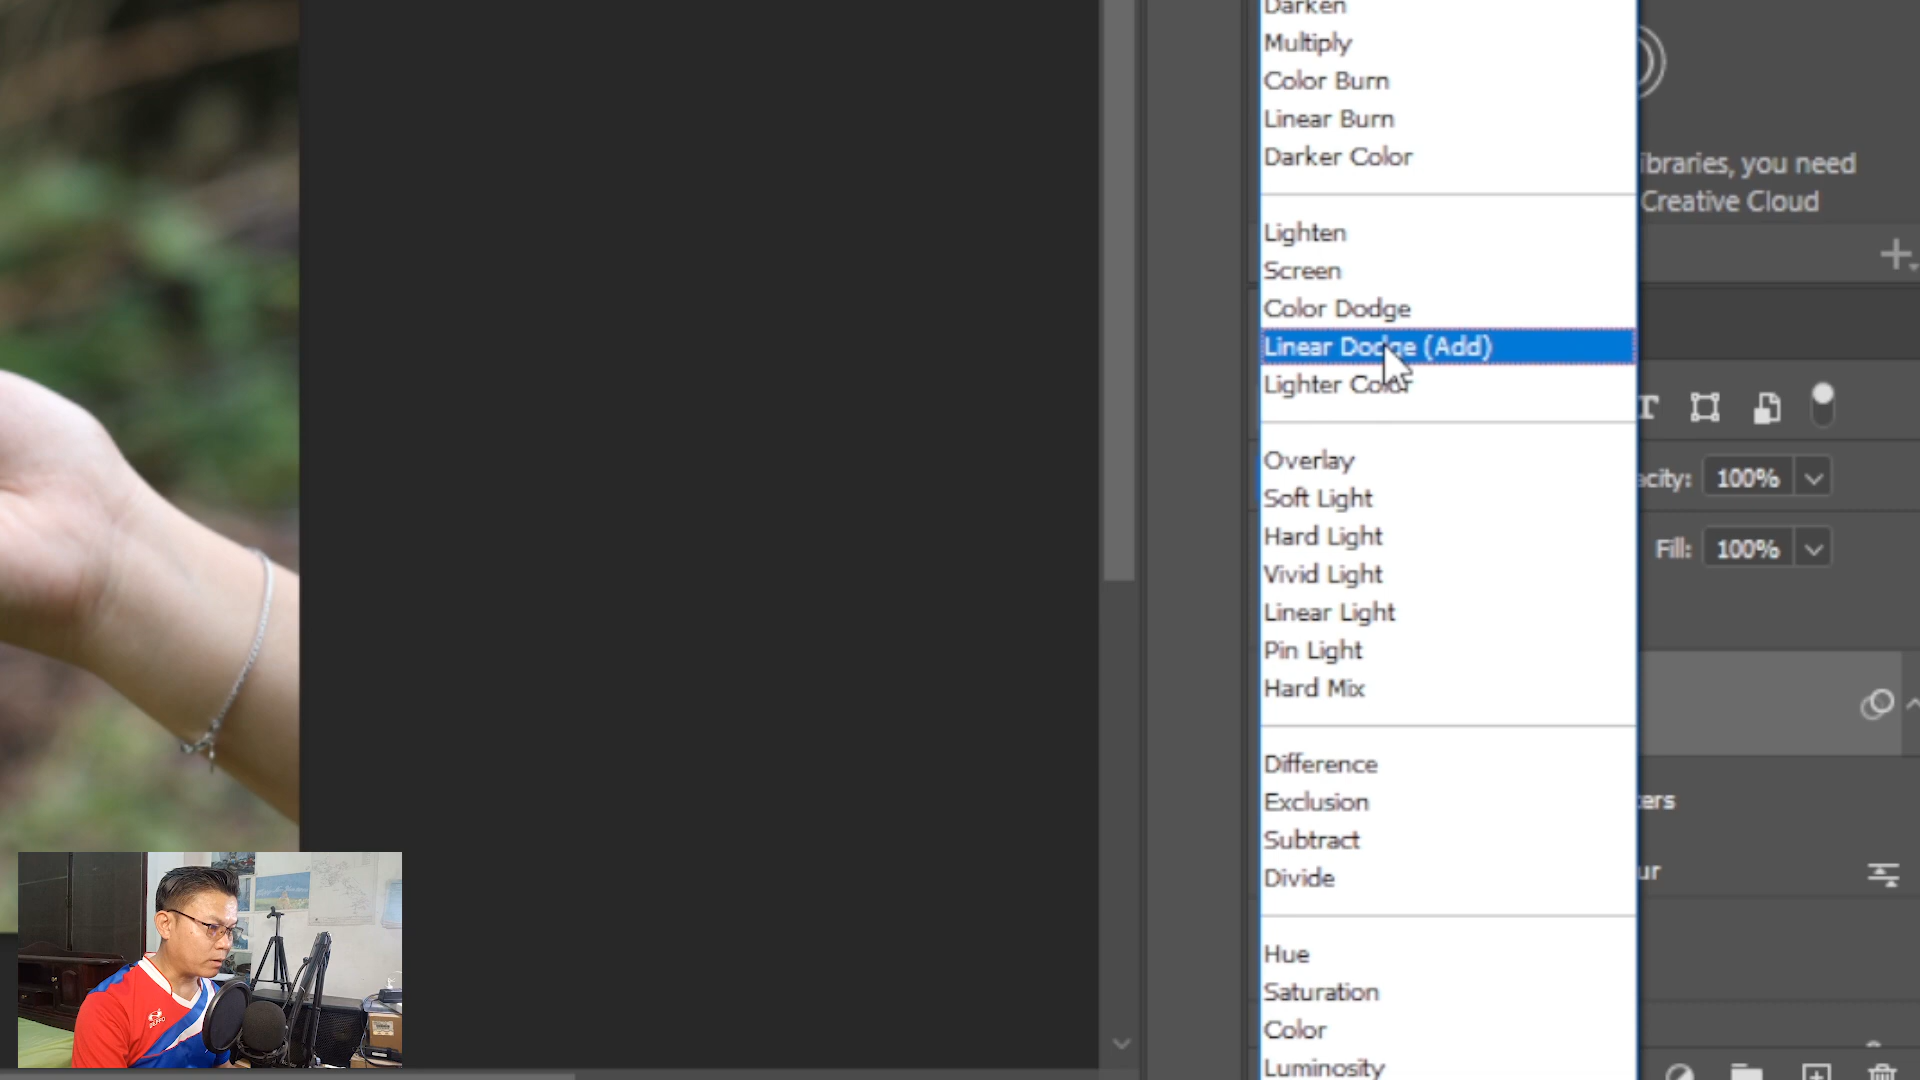 Darken
Multiply
Color Burn
Linear Burn
Darker Color
ibraries, you need
Creative Cloud
Lighten
Screen
Color Dodge
Linear Dodge (Add)
Lighter Color
T
Overlay
acity: 100%
Soft Light
Hard Light
Fill: 100%
Vivid Light
Linear Light
Pin Light
Hard Mix
Difference
Exclusion
ters
Subtract
Divide
ur
Hue
Saturation
Color
Luminosity